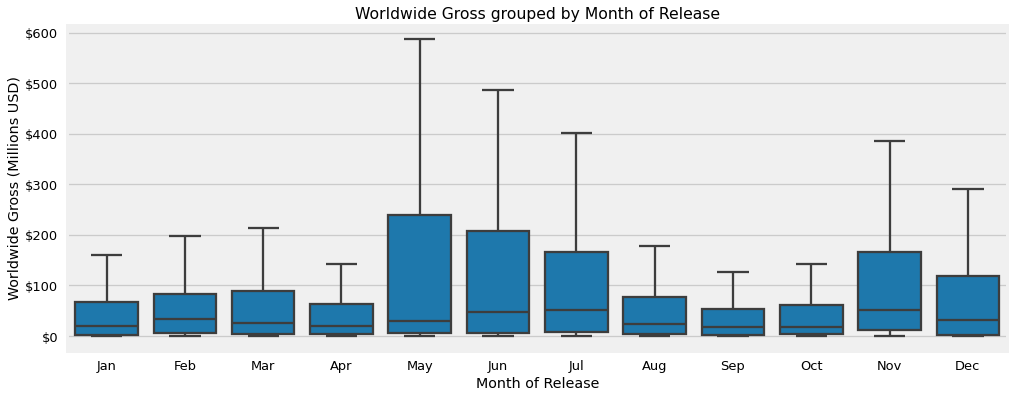 Worldwide Gross grouped by Month of Release
Worldwide Gross (Millions USD)
$600
$500
$400
$300
$200
$100
$0
Jan Feb Mar Apr May Jun Jul Aug Sep Oct Nov Dec
Month of Release